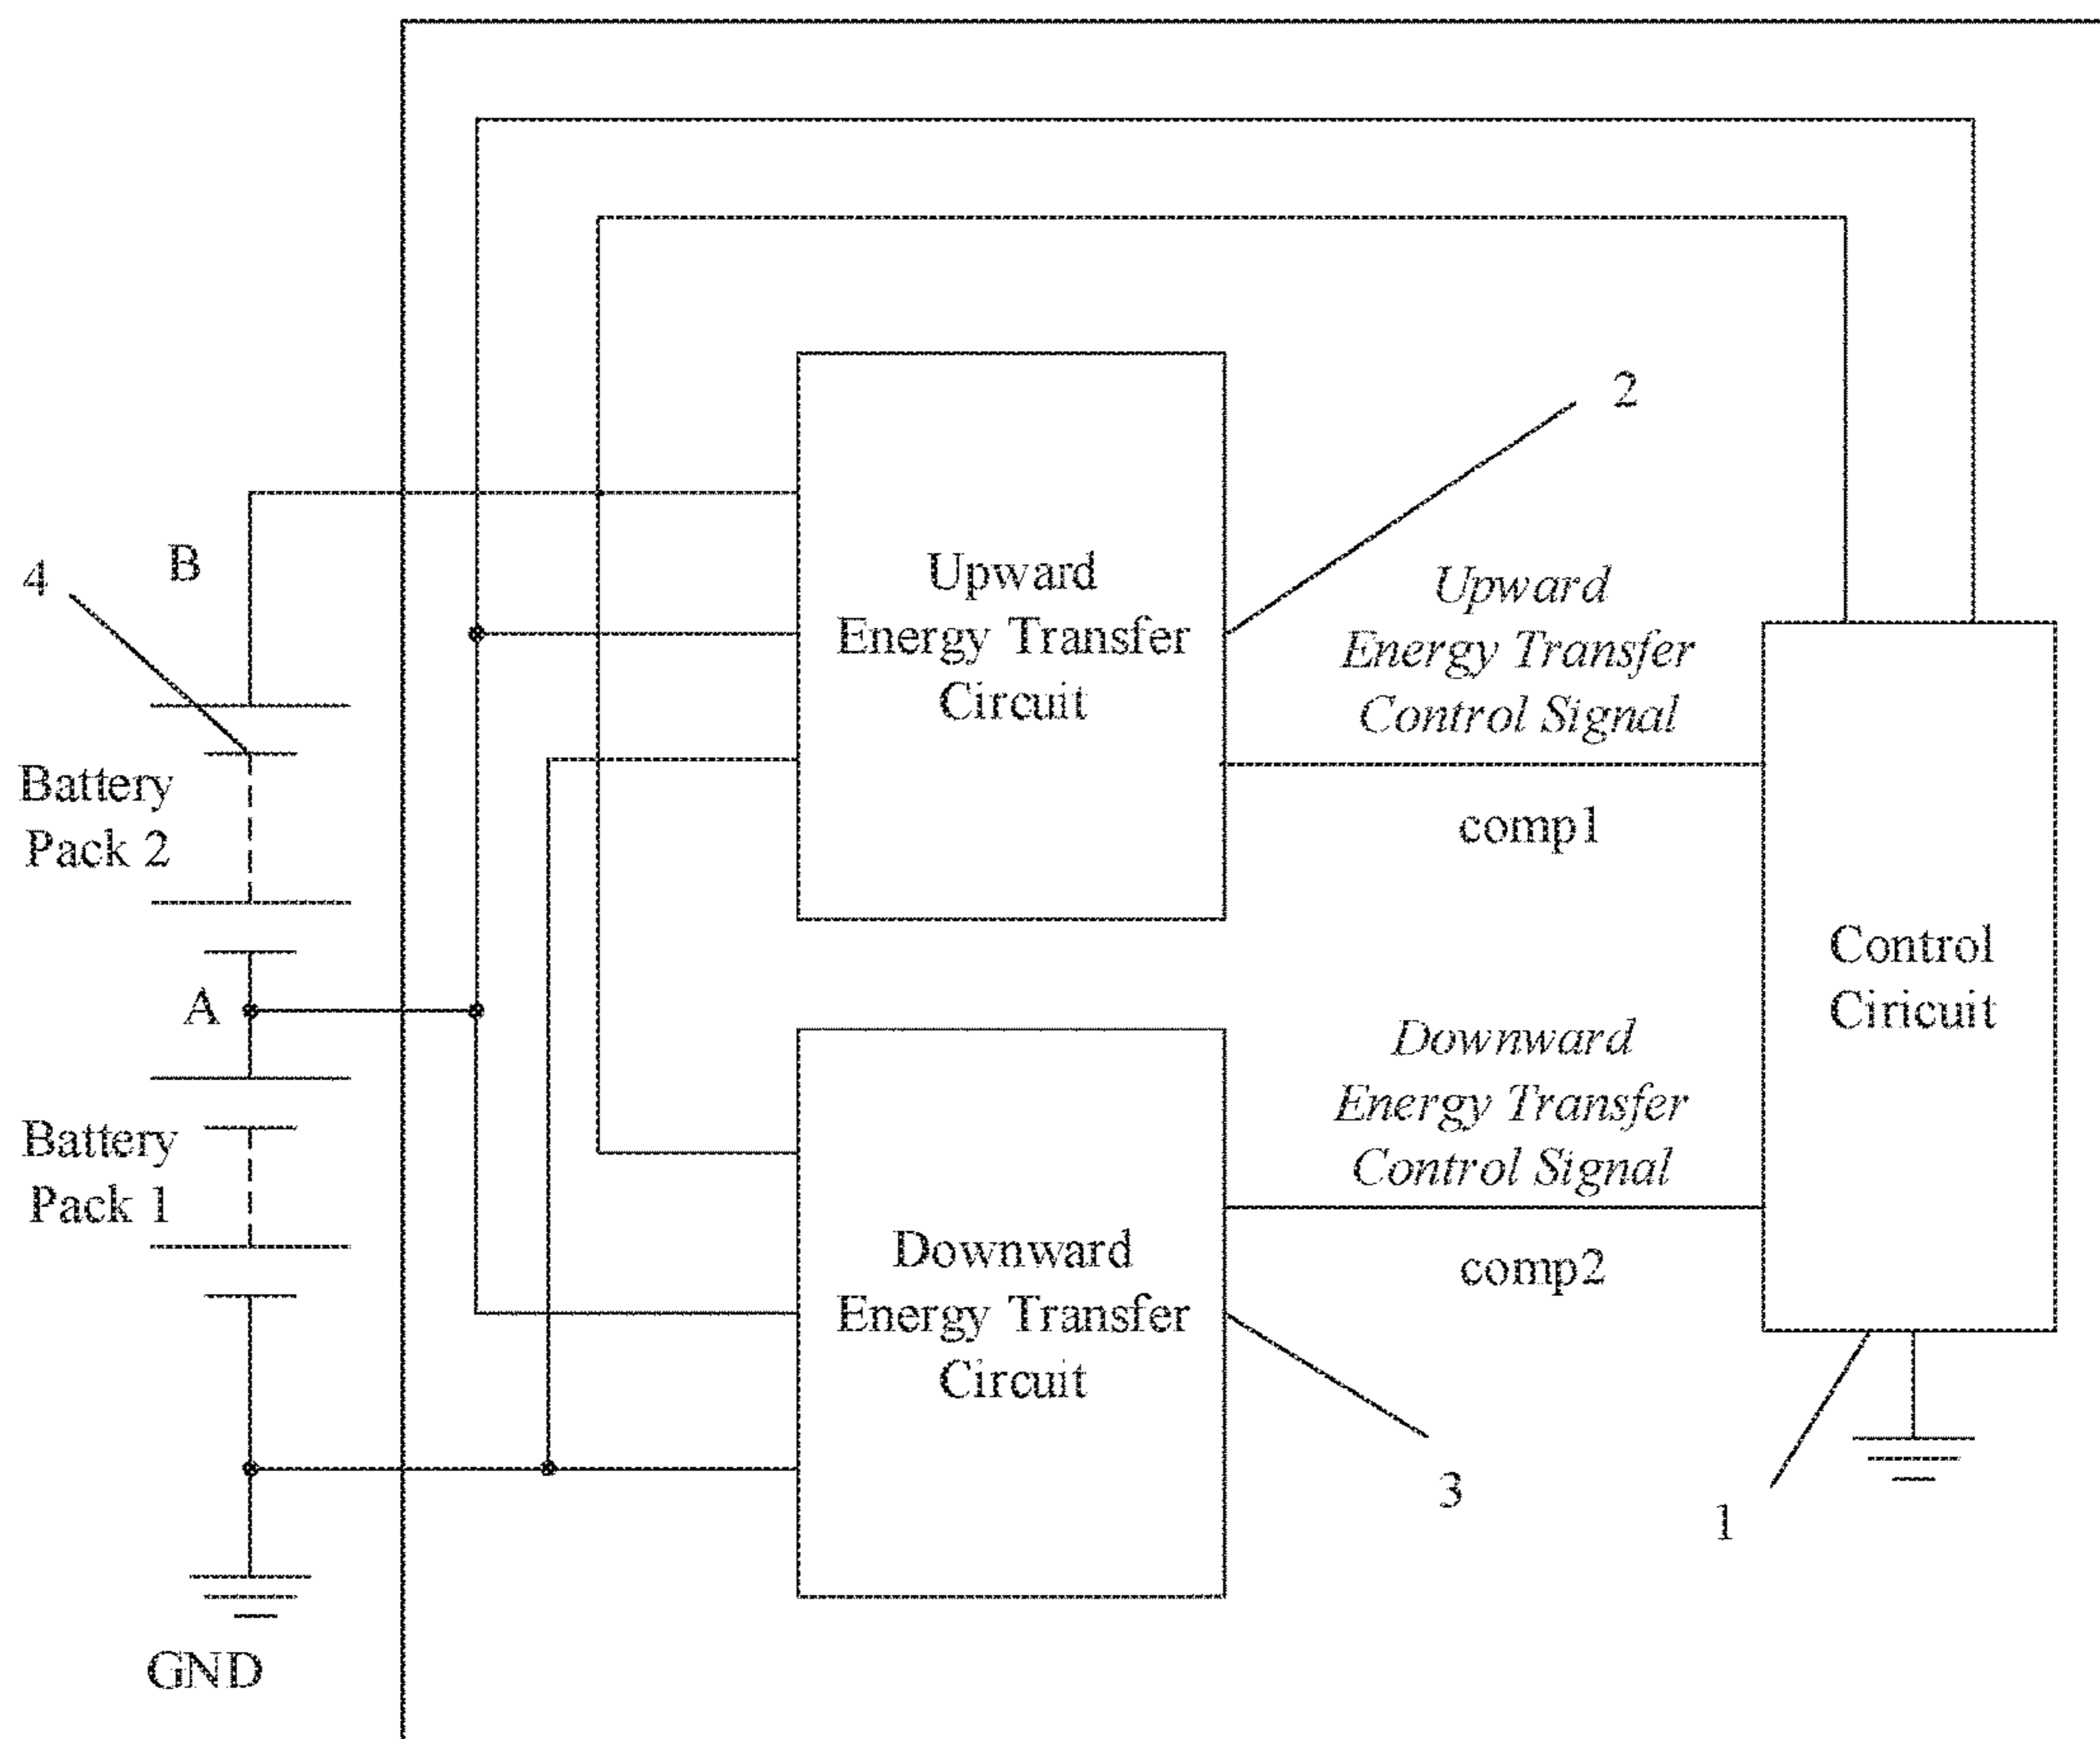 2
Upward
Energy Transfer
Circuit
Upward
Energy Transfer
Control Signal
comp1
B
4
Battery
Pack 2
A
Battery
Pack 1
GND
Control
Ciricuit
Downward
Energy Transfer
Control Signal
comp2
Downward
Energy Transfer
Circuit
3
1